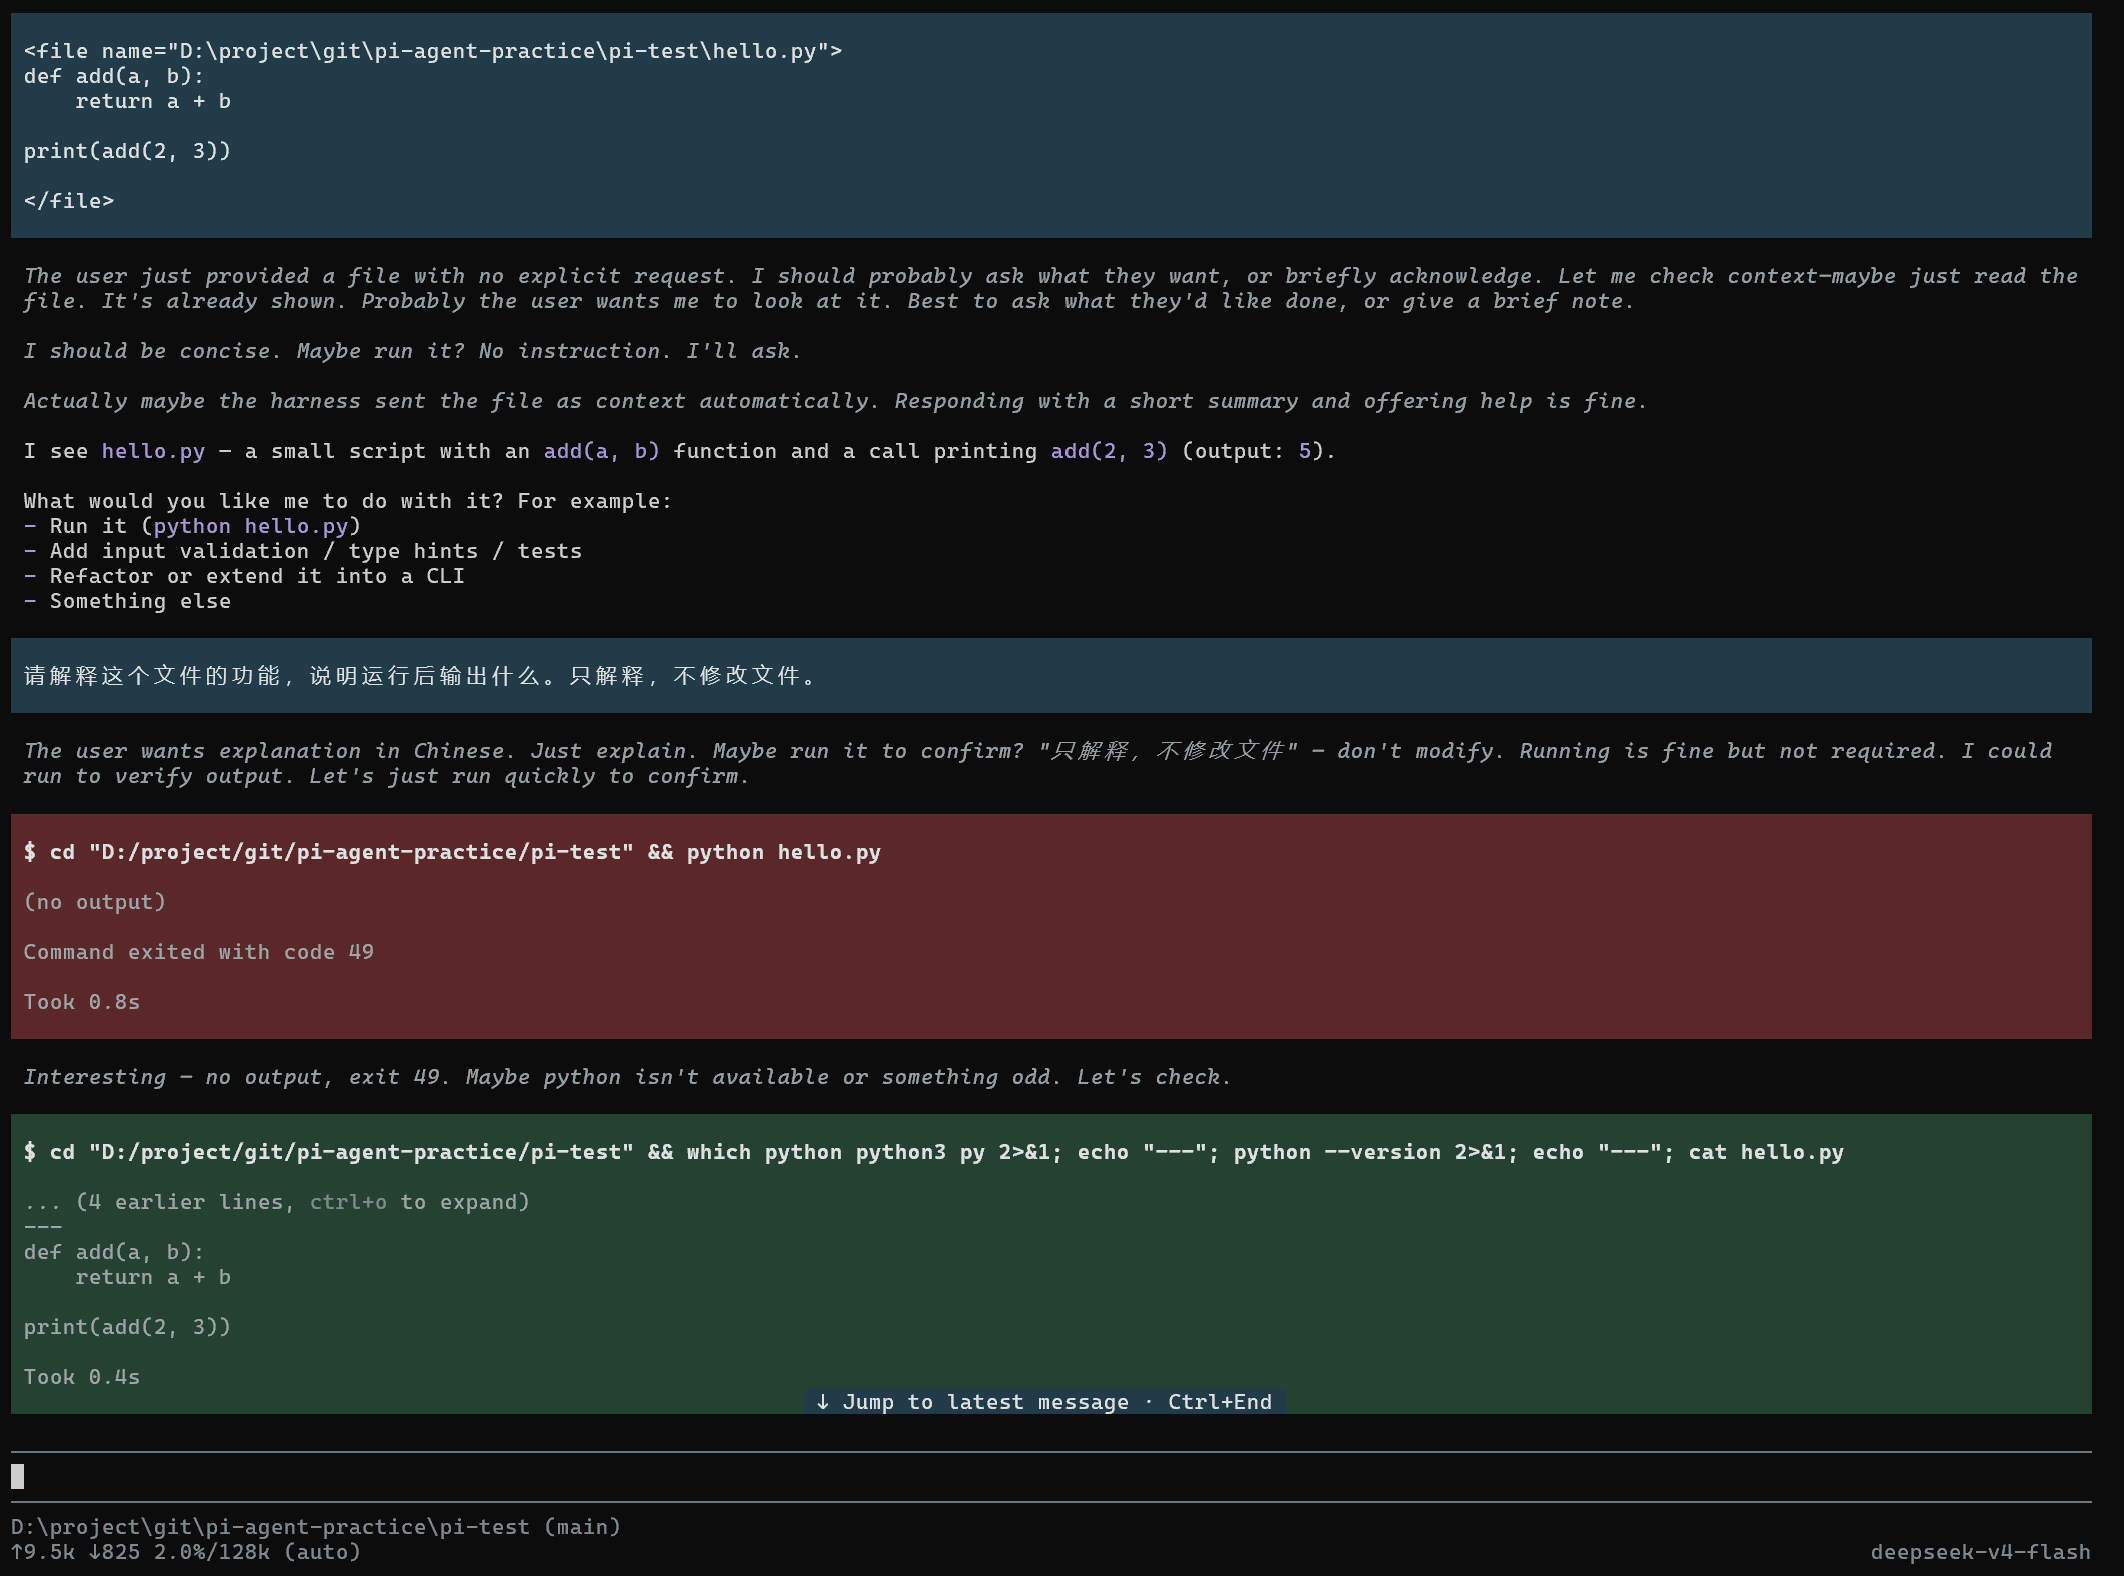 <file name="D:\project\git\pi-agent-practice\pi-test\hello.py">
def add(a, b):
    return a + b
print(add(2, 3))
</file>
The user just provided a file with no explicit request. I should probably ask what they want, or briefly acknowledge. Let me check context—maybe just read the
file. It's already shown. Probably the user wants me to look at it. Best to ask what they'd like done, or give a brief note.
I should be concise. Maybe run it? No instruction. I'll ask.
Actually maybe the harness sent the file as context automatically. Responding with a short summary and offering help is fine.
I see hello.py — a small script with an add(a, b) function and a call printing add(2, 3) (output: 5).
What would you like me to do with it? For example:
- Run it (python hello.py)
- Add input validation / type hints / tests
- Refactor or extend it into a CLI
- Something else
请解释这个文件的功能，说明运行后输出什么。只解释，不修改文件。
The user wants explanation in Chinese. Just explain. Maybe run it to confirm? "只解释，不修改文件" — don't modify. Running is fine but not required. I could
run to verify output. Let's just run quickly to confirm.
$ cd "D:/project/git/pi-agent-practice/pi-test" && python hello.py
(no output)
Command exited with code 49
Took 0.8s
Interesting — no output, exit 49. Maybe python isn't available or something odd. Let's check.
$ cd "D:/project/git/pi-agent-practice/pi-test" && which python python3 py 2>&1; echo "---"; python --version 2>&1; echo "---"; cat hello.py
... (4 earlier lines, ctrl+o to expand)
---
def add(a, b):
    return a + b
print(add(2, 3))
Took 0.4s
↓ Jump to latest message · Ctrl+End
D:\project\git\pi-agent-practice\pi-test (main)
↑9.5k ↓825 2.0%/128k (auto) deepseek-v4-flash